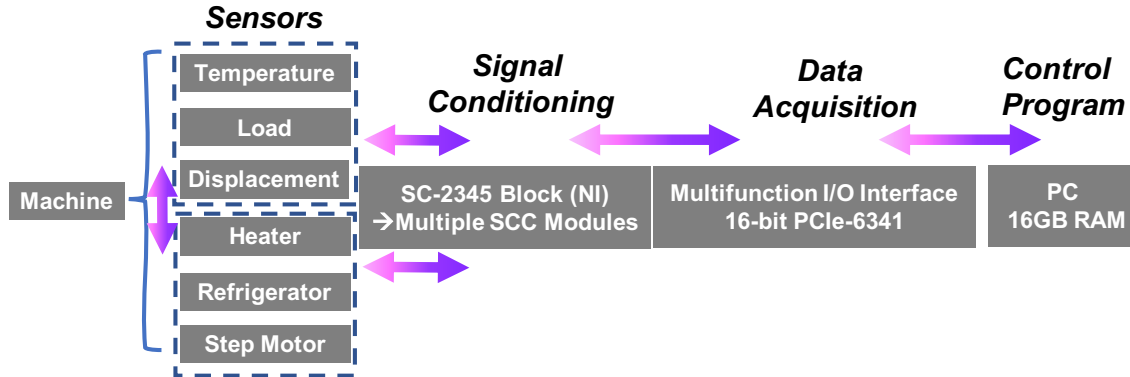 Sensors
Temperature
Load
Displacement
Machine
Heater
Refrigerator
Step Motor
Signal
Conditioning
SC-2345 Block (NI)
→Multiple SCC Modules
Data
Acquisition
Multifunction I/O Interface
16-bit PCIe-6341
Control
Program
PC
16GB RAM